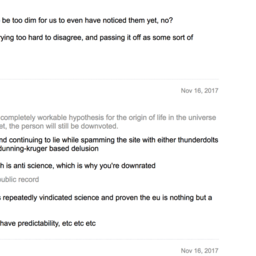 be too dim for us to even have noticed them yet, no?
ying too hard to disagree, and passing it off as some sort of
Nov 16, 2017
completely workable hypothesis for the origin of life in the universe
et, the person will still be downvoted.
nd continuing to lie while spamming the site with either thunderdolts
dunning-kruger based delusion
h is anti science, which is why you're downrated
ublic record
repeatedly vindicated science and proven the eu is nothing but a
have predictability, etc etc etc
Nov 16, 2017